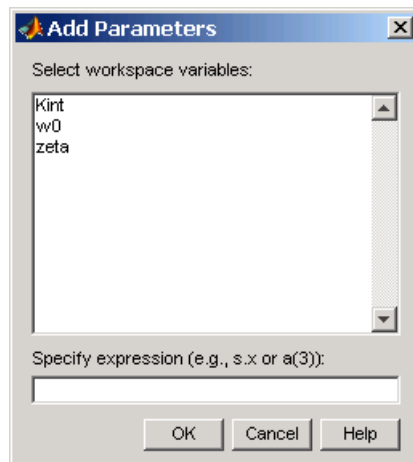 Add Parameters
Select workspace variables:
Kint
w0
zeta
Specify expression (e.g., s.x or a(3)):
OK Cancel Help